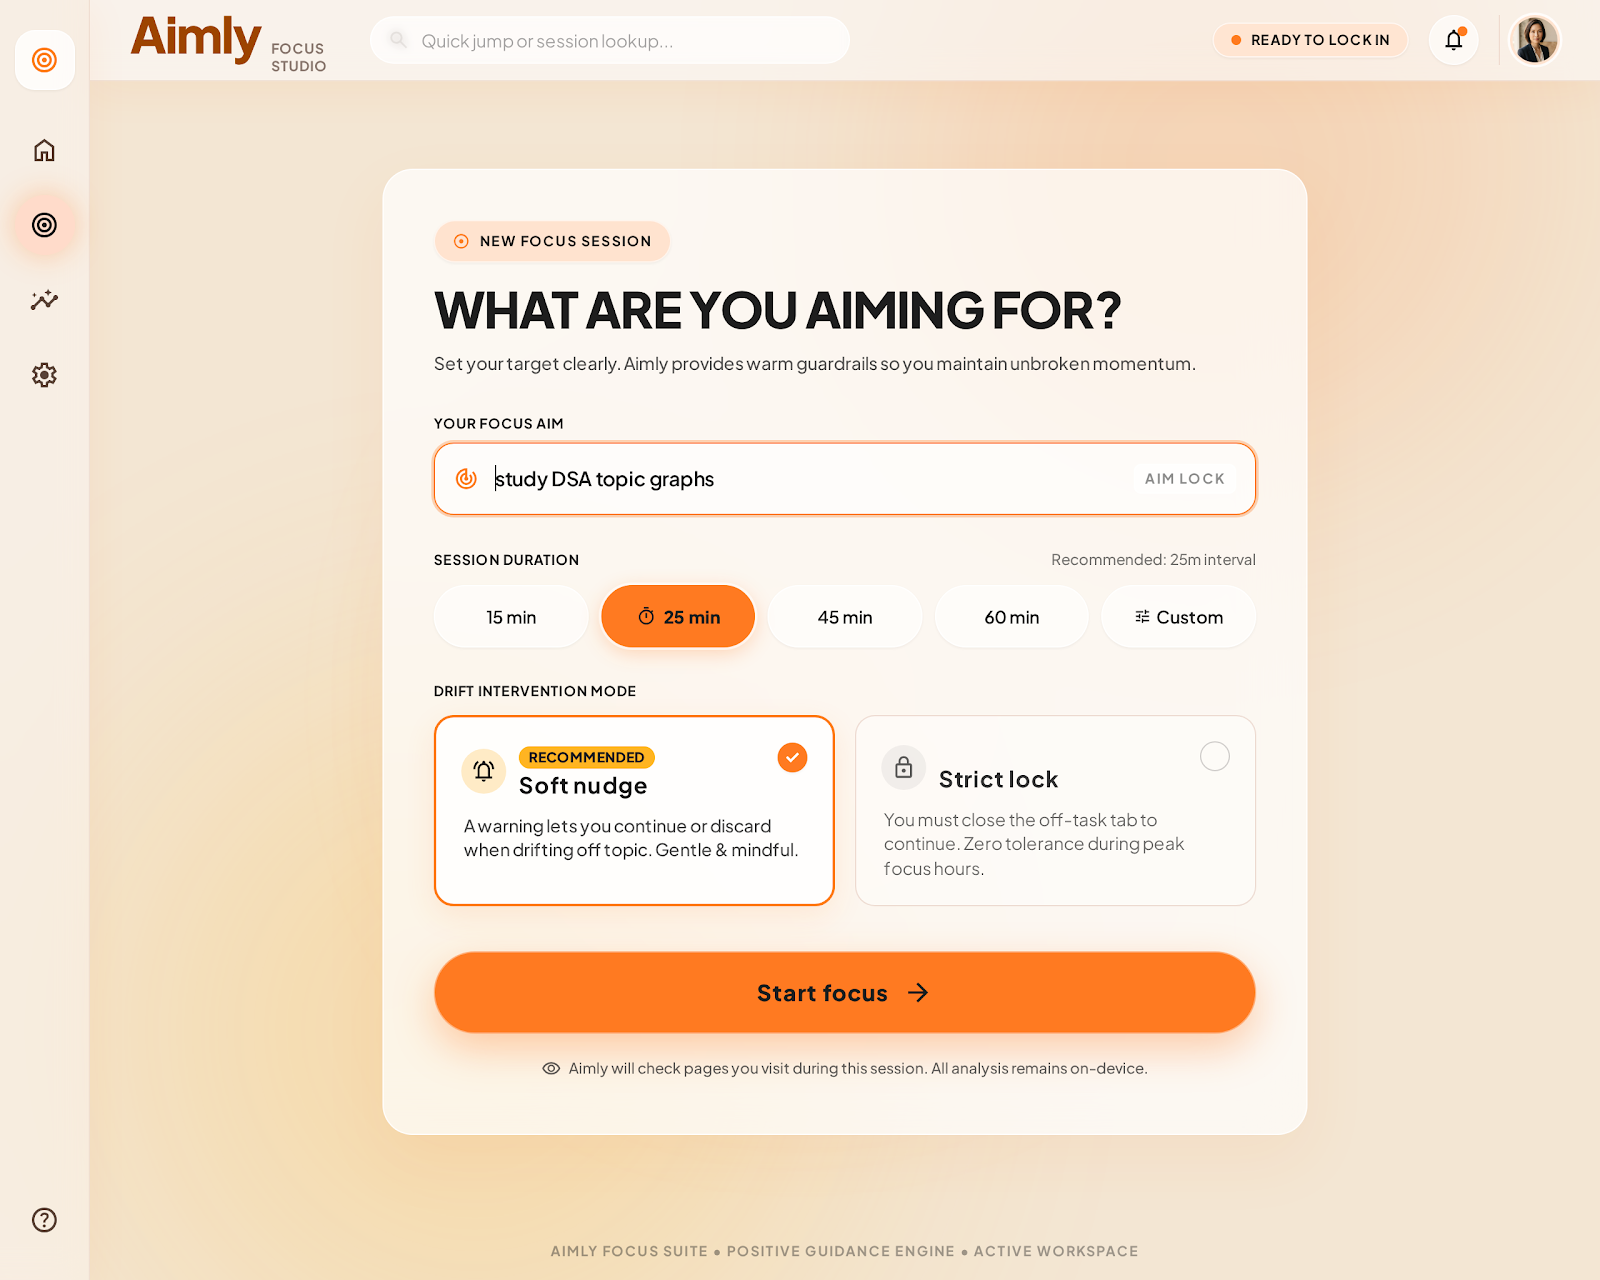 Aimly FOCUS
STUDIO
Quick jump or session lookup...
READY TO LOCK IN
NEW FOCUS SESSION
WHAT ARE YOU AIMING FOR?
Set your target clearly. Aimly provides warm guardrails so you maintain unbroken momentum.
YOUR FOCUS AIM
study DSA topic graphs
AIM LOCK
SESSION DURATION
Recommended: 25m interval
15 min
25 min
45 min
60 min
Custom
DRIFT INTERVENTION MODE
RECOMMENDED
Soft nudge
A warning lets you continue or discard
when drifting off topic. Gentle & mindful.
Strict lock
You must close the off-task tab to
continue. Zero tolerance during peak
focus hours.
Start focus →
Aimly will check pages you visit during this session. All analysis remains on-device.
AIMLY FOCUS SUITE • POSITIVE GUIDANCE ENGINE • ACTIVE WORKSPACE